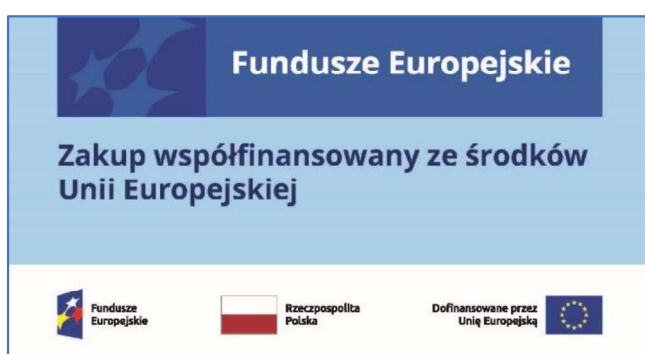 Fundusze Europejskie
Zakup współfinansowany ze środków
Unii Europejskiej
Fundusze
Europejskie
Rzeczpospolita
Polska
Dofinansowane przez
Unię Europejską